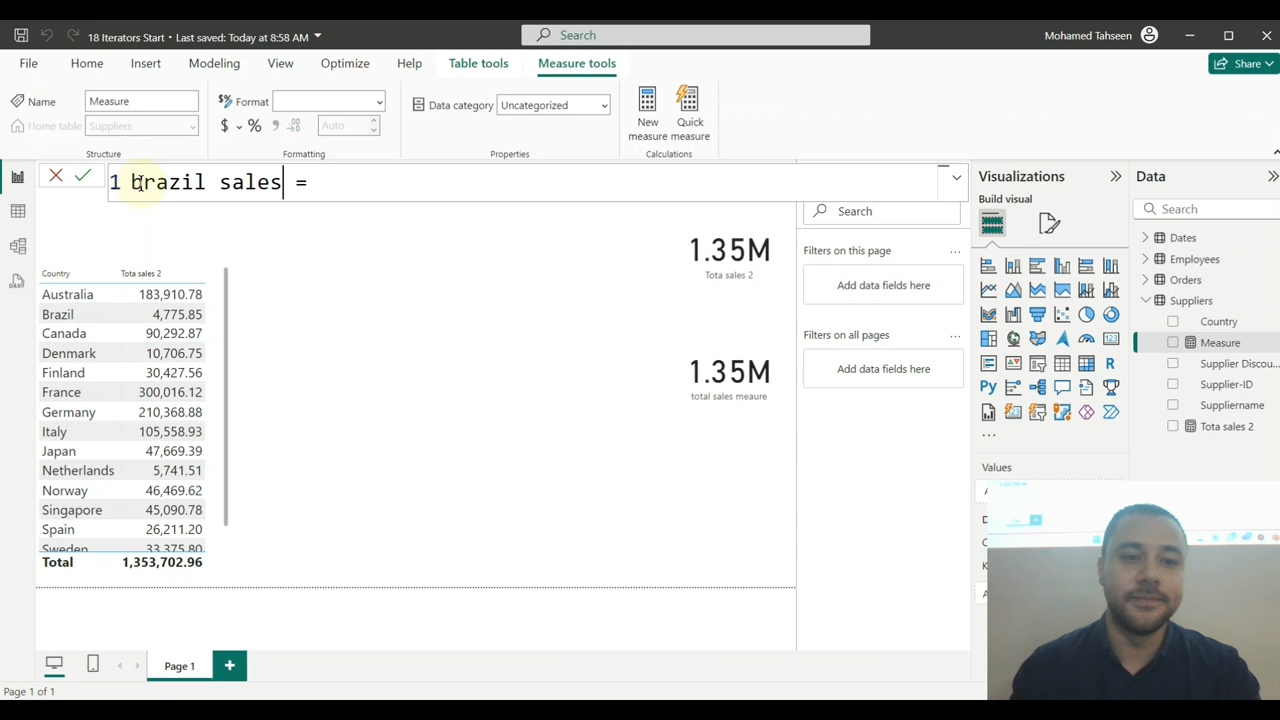 18 Iterators Start • Last saved: Today at 8:58 AM
Search
Mohamed Tahseen
File
Home
Insert
Modeling
View
Optimize
Help
Table tools
Measure tools
Share
Name
Measure
Home table
Suppliers
Structure
Format
$
%
Auto
Formatting
Data category
Uncategorized
Properties
New measure
Quick measure
Calculations
1 brazil sales =
Country Tota sales 2
Australia 183,910.78
Brazil 4,775.85
Canada 90,292.87
Denmark 10,706.75
Finland 30,427.56
France 300,016.12
Germany 210,368.88
Italy 105,558.93
Japan 47,669.39
Netherlands 5,741.51
Norway 46,469.62
Singapore 45,090.78
Spain 26,211.20
Sweden 33,375.80
Total 1,353,702.96
1.35M
Tota sales 2
1.35M
total sales meaure
Search
Filters on this page
...
Add data fields here
Filters on all pages
...
Add data fields here
Visualizations
Build visual
R
Py
123
...
Values
Data
Search
Dates
Employees
Orders
Suppliers
Country
Measure
Supplier Discou...
Supplier-ID
Suppliername
Tota sales 2
Page 1
Page 1 of 1